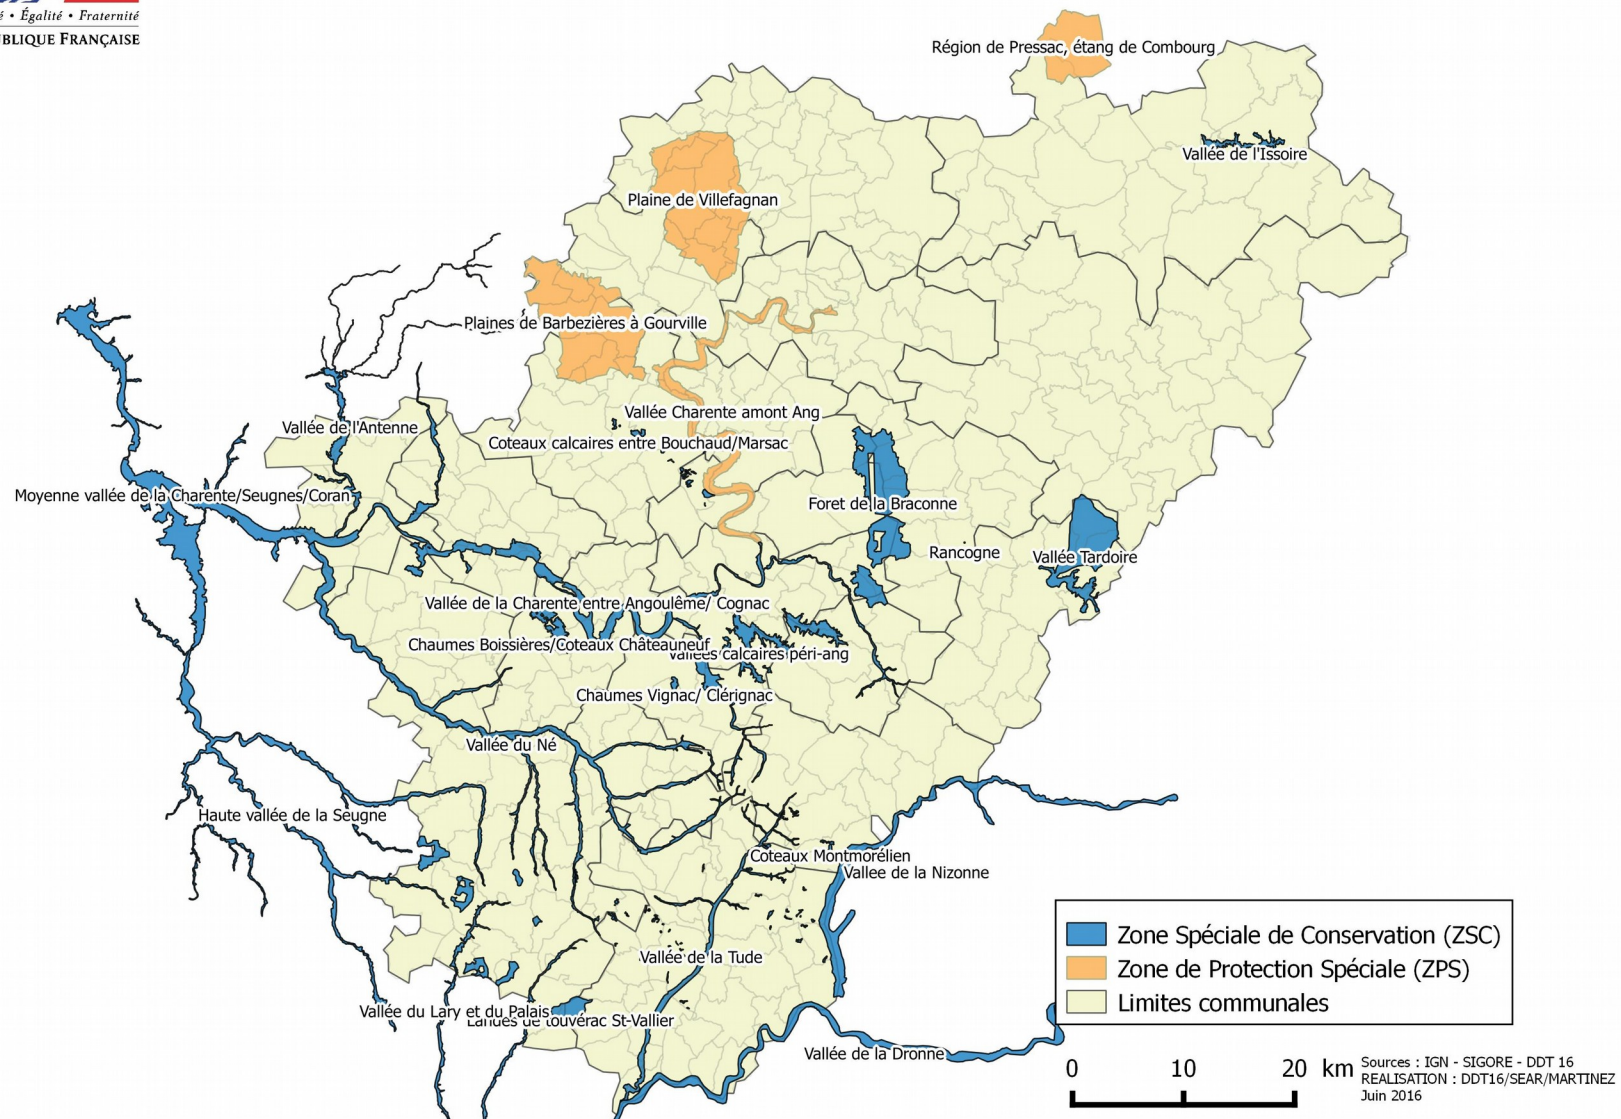 é • Égalité • Fraternité
BLIQUE FRANÇAISE
Région de Pressac, étang de Combourg
Vallée de l'Issoire
Plaine de Villefagnan
Plaines de Barbezières à Gourville
Vallée Charente amont Ang
Vallée de l'Antenne
Coteaux calcaires entre Bouchaud/Marsac
Moyenne vallée de la Charente/Seugnes/Coran
Foret de la Braconne
Rancogne
Vallée Tardoire
Vallée de la Charente entre Angoulême/ Cognac
Chaumes Boissières/Coteaux Châteauneuf
Vallées calcaires péri-ang
Chaumes Vignac/ Clérignac
Vallée du Né
Haute vallée de la Seugne
Coteaux Montmorélien
Vallee de la Nizonne
Vallée de la Tude
Vallée du Lary et du Palais
Landes de touvérac St-Vallier
Vallée de la Dronne
Zone Spéciale de Conservation (ZSC)
Zone de Protection Spéciale (ZPS)
Limites communales
0 10 20 km
Sources : IGN - SIGORE - DDT 16
REALISATION : DDT16/SEAR/MARTINEZ
Juin 2016